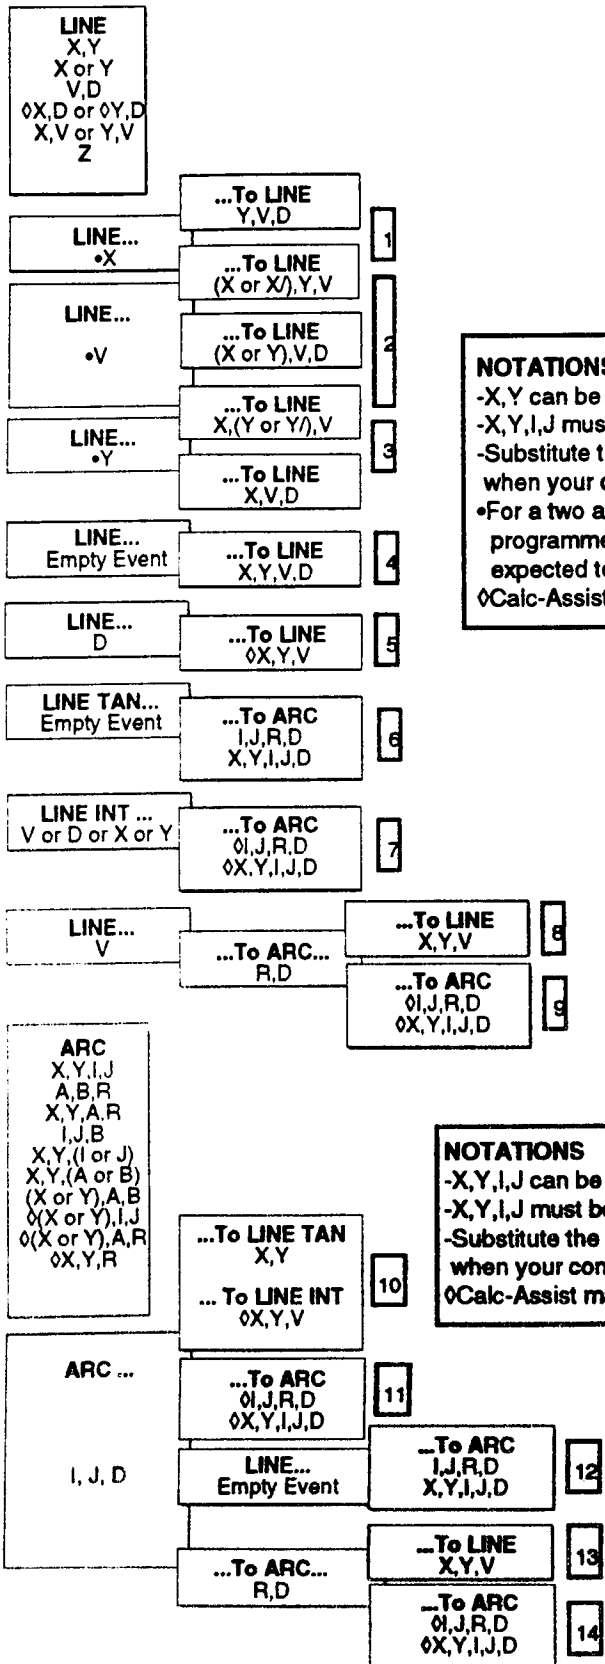 LINE
X,Y
X or Y
V,D
◊X,D or ◊Y,D
X,V or Y,V
Z
...To LINE
Y,V,D
1
LINE...
•X
...To LINE
(X or X/),Y,V
LINE...
•V
2
...To LINE
(X or Y),V,D
...To LINE
X,(Y or Y/),V
3
LINE...
•Y
...To LINE
X,V,D
NOTATIONS
-X,Y can be
-X,Y,I,J mus
-Substitute t
when your c
•For a two a
programme
expected to
◊Calc-Assist
LINE...
Empty Event
...To LINE
X,Y,V,D
4
LINE...
D
...To LINE
◊X,Y,V
5
LINE TAN...
Empty Event
...To ARC
I,J,R,D
X,Y,I,J,D
6
LINE INT ...
V or D or X or Y
...To ARC
◊I,J,R,D
◊X,Y,I,J,D
7
LINE...
V
...To ARC...
R,D
...To LINE
X,Y,V
8
...To ARC
◊I,J,R,D
◊X,Y,I,J,D
9
ARC
X,Y,I,J
A,B,R
X,Y,A,R
I,J,B
X,Y,(I or J)
X,Y,(A or B)
(X or Y),A,B
◊(X or Y),I,J
◊(X or Y),A,R
◊X,Y,R
NOTATIONS
-X,Y,I,J can be
-X,Y,I,J must be
-Substitute the
when your con
◊Calc-Assist m
...To LINE TAN
X,Y
... To LINE INT
◊X,Y,V
10
ARC ...
I, J, D
...To ARC
◊I,J,R,D
◊X,Y,I,J,D
11
LINE...
Empty Event
...To ARC
I,J,R,D
X,Y,I,J,D
12
...To ARC...
R,D
...To LINE
X,Y,V
13
...To ARC
◊I,J,R,D
◊X,Y,I,J,D
14